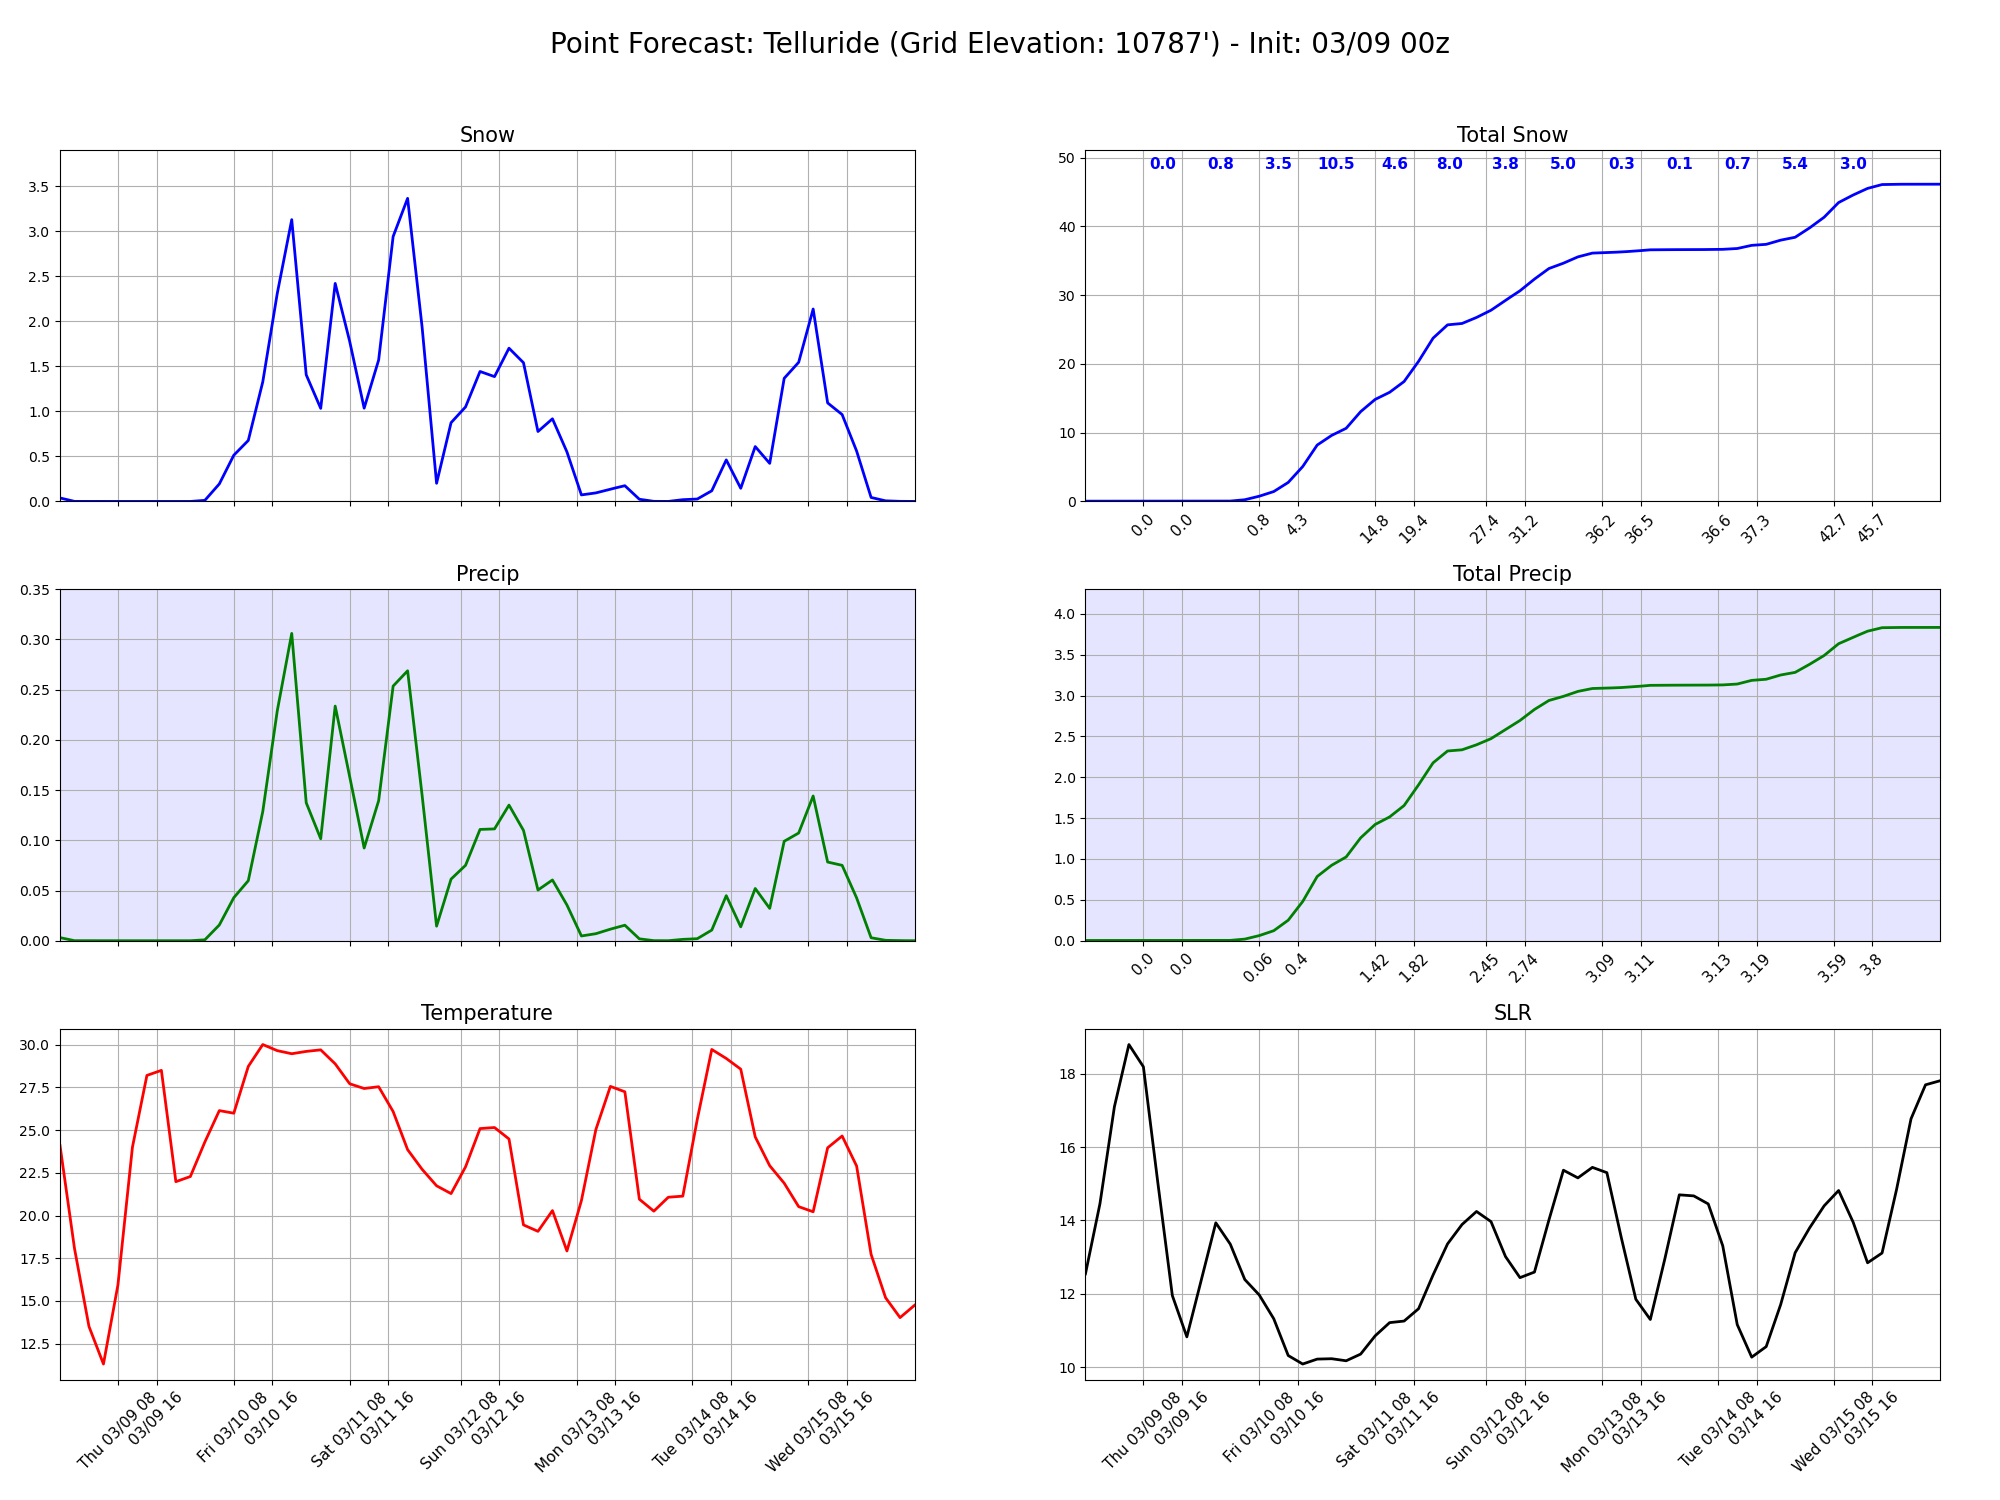 Point Forecast: Telluride (Grid Elevation: 10787') - Init: 03/09 00z
Snow
3.5
3.0
2.5
2.0
1.5
1.0
0.5
0.0
Total Snow
0.0 0.8 3.5 10.5 4.6 8.0 3.8 5.0 0.3 0.1 0.7 5.4 3.0
50
40
30
20
10
0
0.0 0.0 0.8 4.3 14.8 19.4 27.4 31.2 36.2 36.5 36.6 37.3 42.7 45.7
Precip
0.35
0.30
0.25
0.20
0.15
0.10
0.05
0.00
Total Precip
4.0
3.5
3.0
2.5
2.0
1.5
1.0
0.5
0.0
0.0 0.0 0.06 0.4 1.42 1.82 2.45 2.74 3.09 3.11 3.13 3.19 3.59 3.8
Temperature
30.0
27.5
25.0
22.5
20.0
17.5
15.0
12.5
Thu 03/09 08
03/09 16
Fri 03/10 08
03/10 16
Sat 03/11 08
03/11 16
Sun 03/12 08
03/12 16
Mon 03/13 08
03/13 16
Tue 03/14 08
03/14 16
Wed 03/15 08
03/15 16
SLR
18
16
14
12
10
Thu 03/09 08
03/09 16
Fri 03/10 08
03/10 16
Sat 03/11 08
03/11 16
Sun 03/12 08
03/12 16
Mon 03/13 08
03/13 16
Tue 03/14 08
03/14 16
Wed 03/15 08
03/15 16